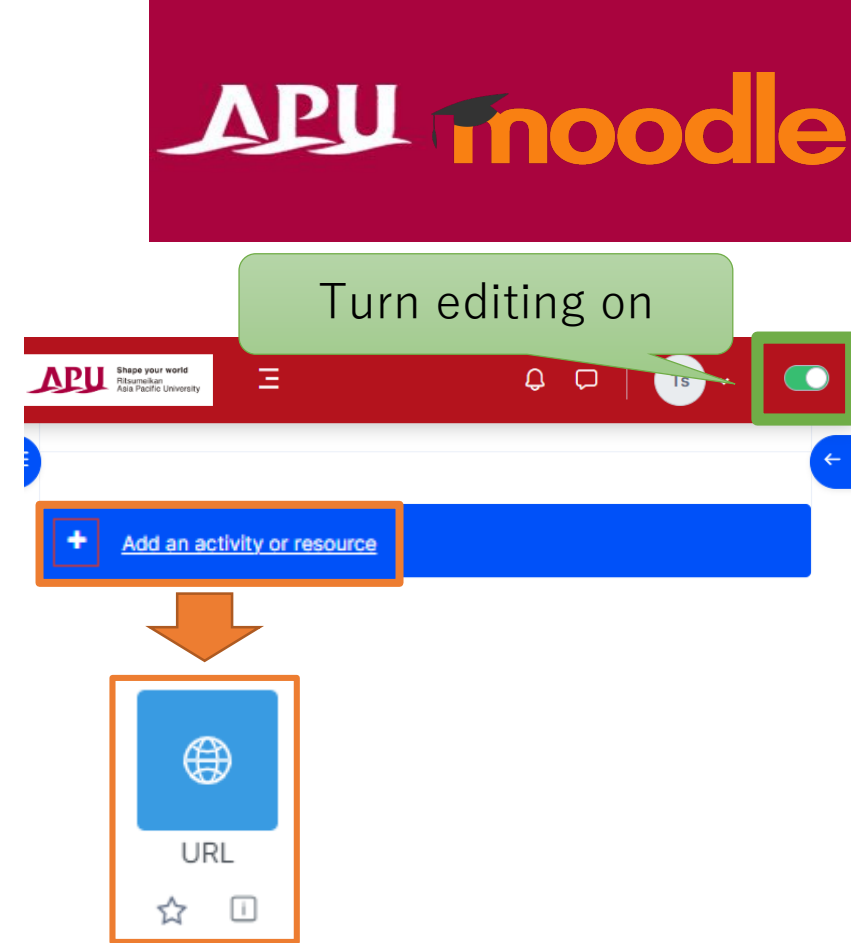 APU moodle
Turn editing on
APU Shape your world
Ritsumeikan
Asia Pacific University
Ts
+ Add an activity or resource
URL
i